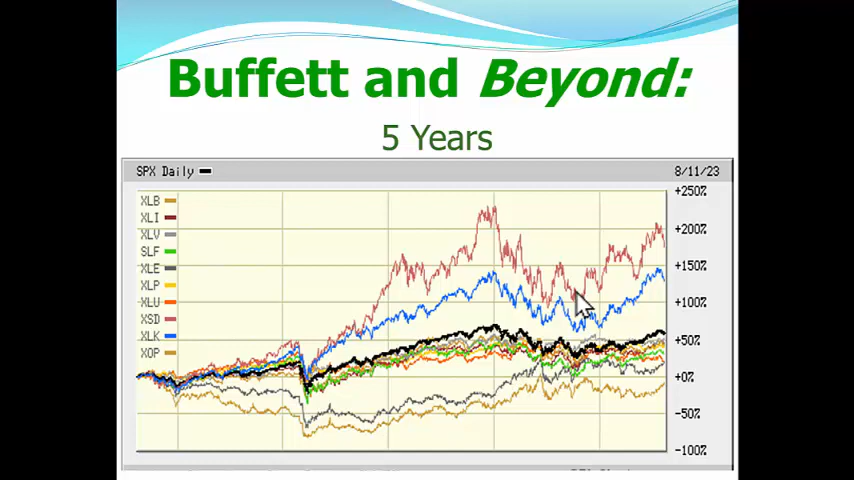 Buffett and Beyond:
5 Years
SPX Daily 8/11/23
+250%
XLB
XLI
+200%
XLV
SLF
+150%
XLE
XLP
XLU
+100%
XSD
XLK
+50%
XOP
+0%
-50%
-100%